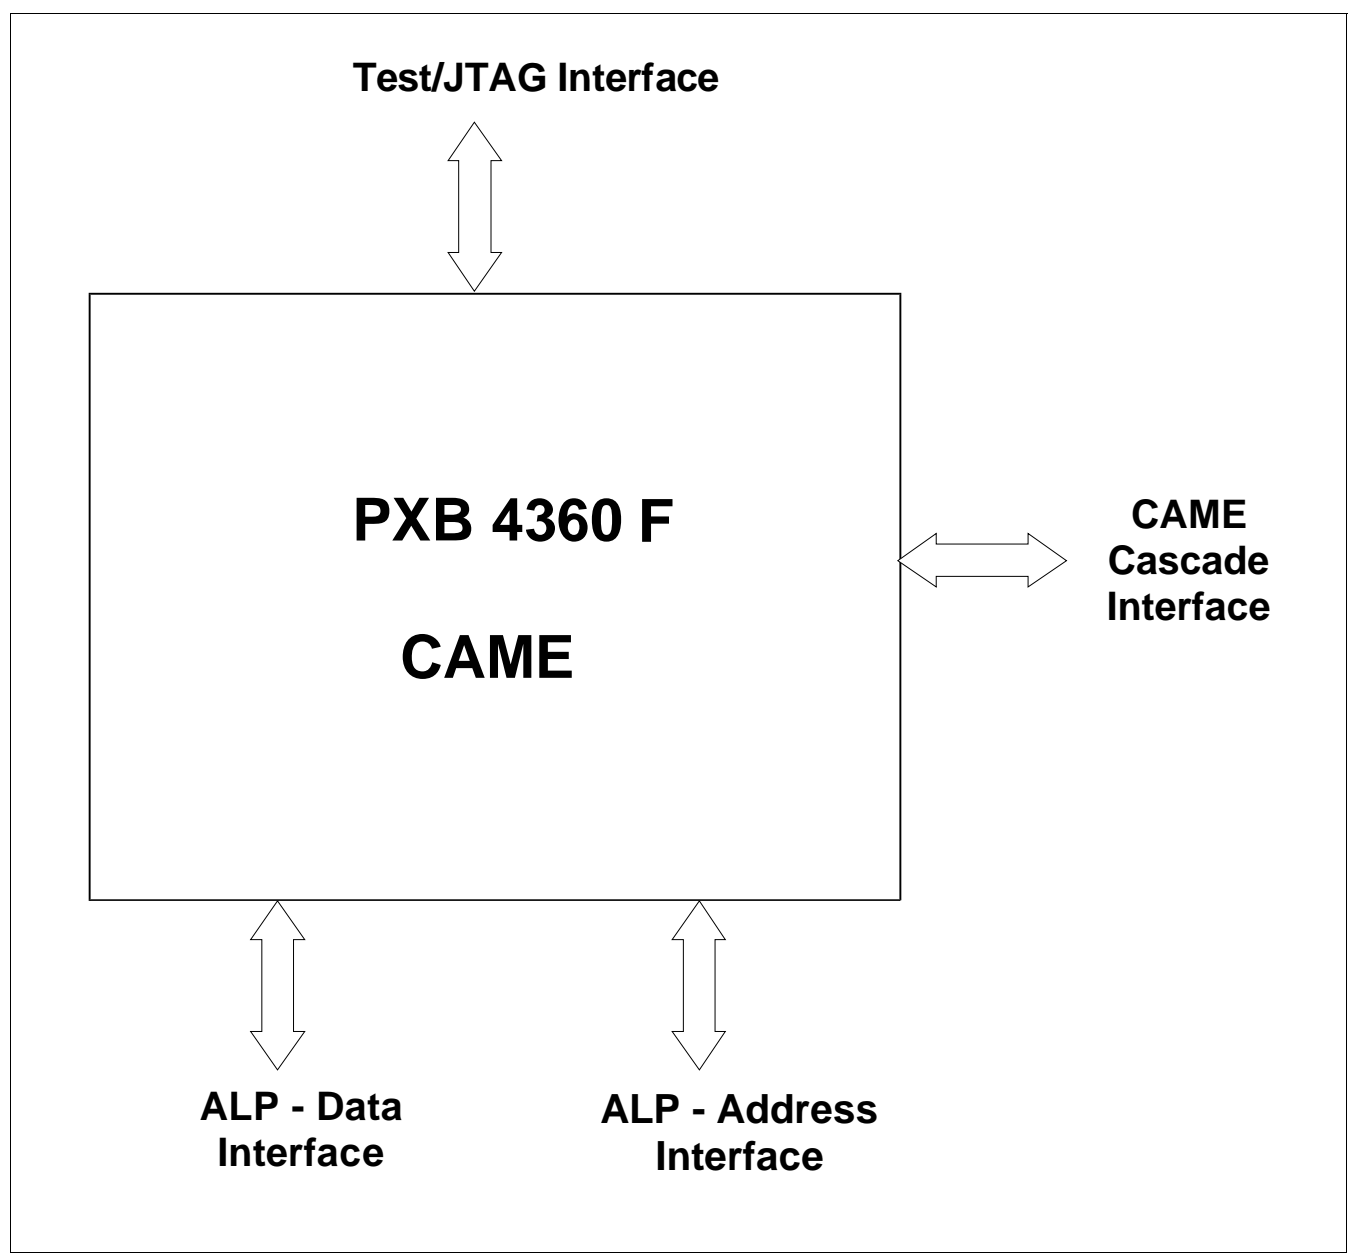 Test/JTAG Interface
PXB 4360 F
CAME
CAME
Cascade
Interface
ALP - Data
Interface
ALP - Address
Interface